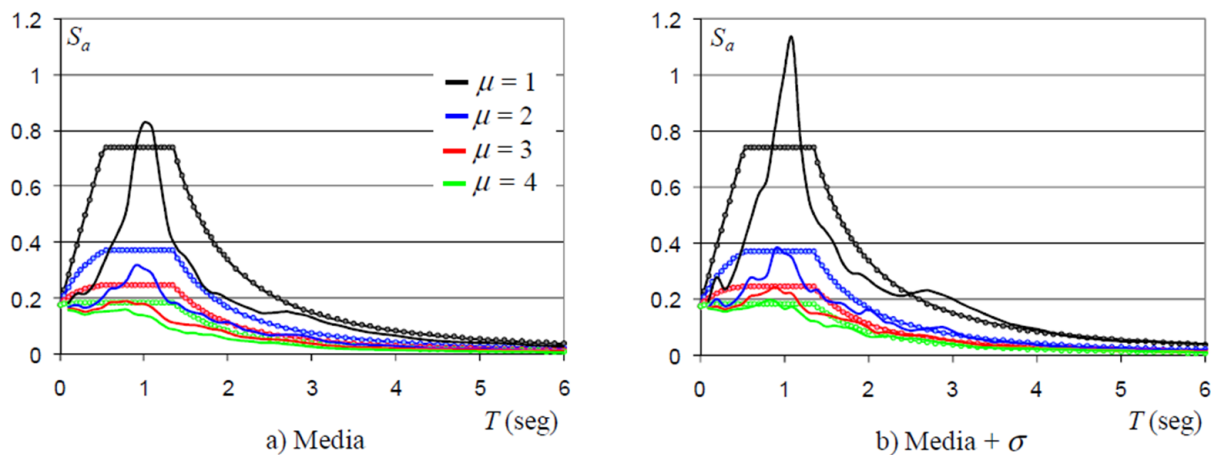 1.2
1
0.8
0.6
0.4
0.2
0
Sa
μ = 1
μ = 2
μ = 3
μ = 4
0 1 2 3 4 5 6
T (seg)
a) Media
1.2
1
0.8
0.6
0.4
0.2
0
Sa
0 1 2 3 4 5 6
T (seg)
b) Media + σ